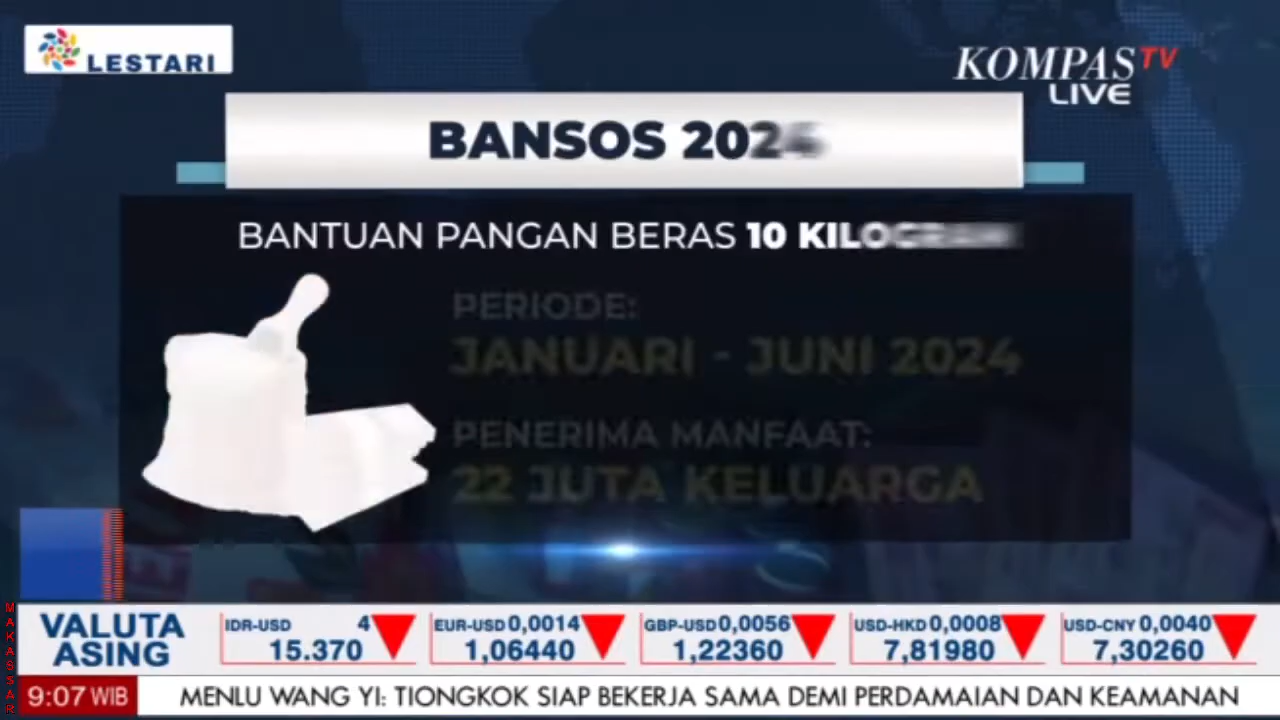 LESTARI
KOMPAS TV
LIVE
BANSOS 2024
BANTUAN PANGAN BERAS 10 KILOGRAM
PERIODE:
JANUARI - JUNI 2024
PENERIMA MANFAAT:
22 JUTA KELUARGA
VALUTA ASING
IDR-USD 4
15.370
EUR-USD 0,0014
1,06440
GBP-USD 0,0056
1,22360
USD-HKD 0,0008
7,81980
USD-CNY 0,0040
7,30260
MAKASSAR
9:07 WIB
MENLU WANG YI: TIONGKOK SIAP BEKERJA SAMA DEMI PERDAMAIAN DAN KEAMANAN